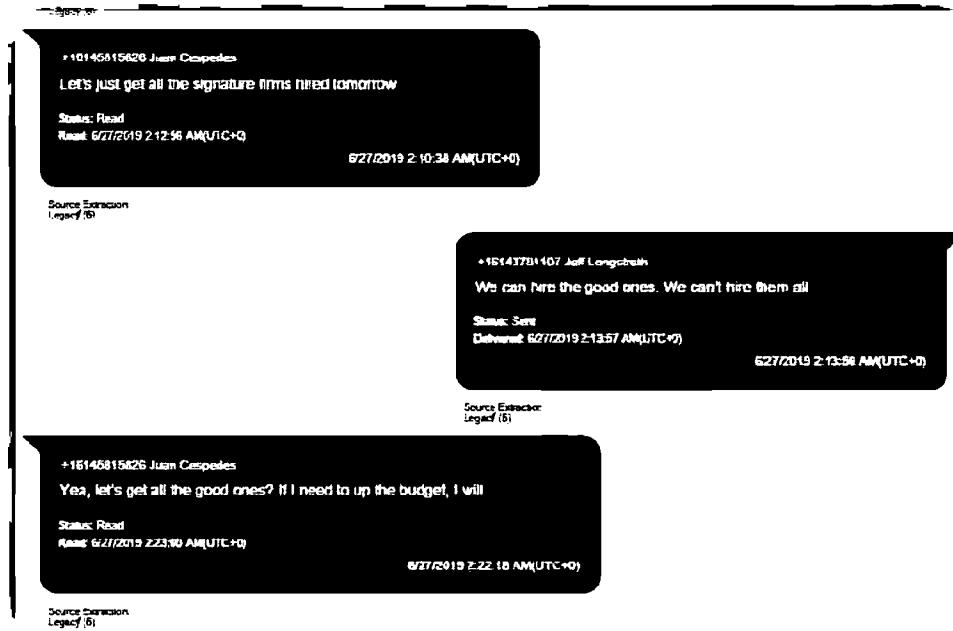 Juan Cespedes
Let's just get all the signature firms hired tomorrow
Status: Read
Read: 6/27/2019 2:12:56 AM(UTC+0)
6/27/2019 2:10:38 AM(UTC+0)
Source Extraction
Legacy (6)
+16143781107 Jeff Longstreth
We can hire the good ones. We can't hire them all
Status: Sent
Delivered: 6/27/2019 2:13:57 AM(UTC+0)
6/27/2019 2:13:56 AM(UTC+0)
Source Extraction
Legacy (6)
+16145815826 Juan Cespedes
Yea, let's get all the good ones? If I need to up the budget, I will
Status: Read
Read: 6/27/2019 AM(UTC+0)
6/27/2019 2:22:18 AM(UTC+0)
Source Extraction
Legacy (6)